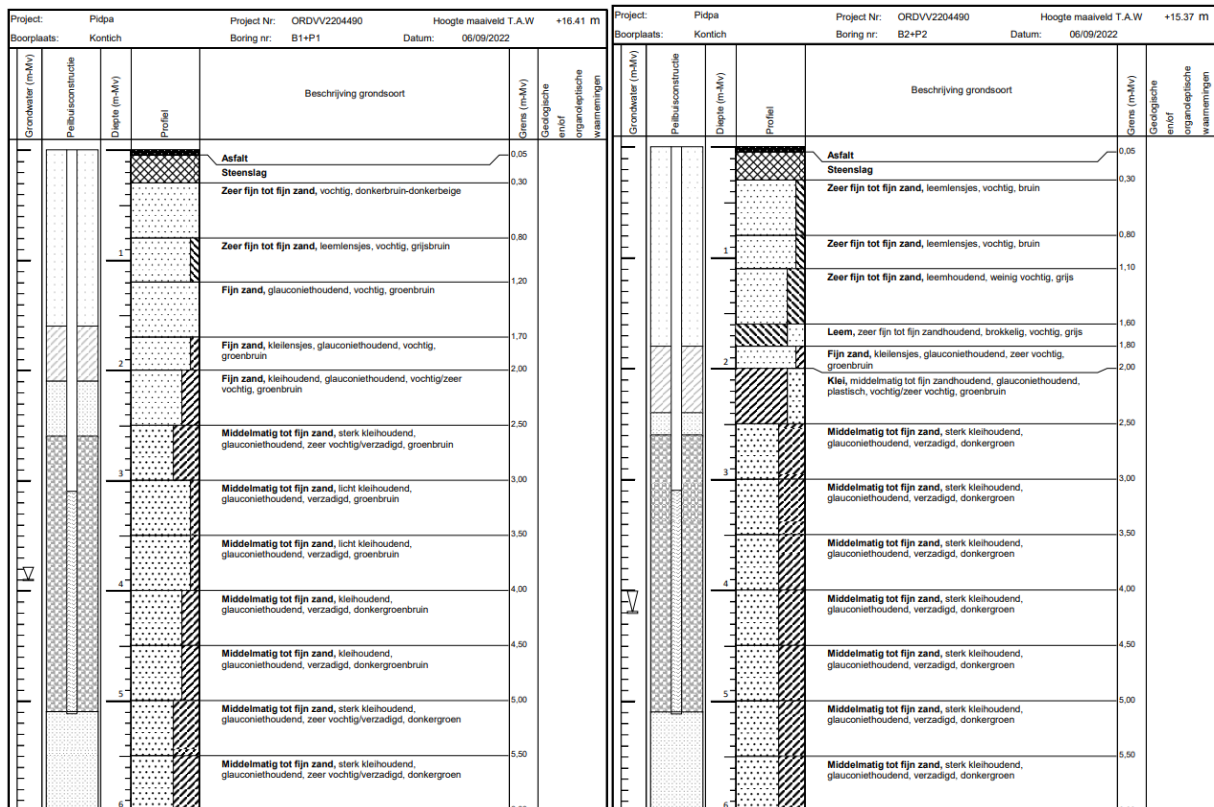 Project: Pidpa Project Nr: ORDVV2204490 Hoogte maaiveld T.A.W +16.41 m
Boorplaats: Kontich Boring nr: B1+P1 Datum: 06/09/2022
Grondwater (m-Mv)
Peilbuisconstructie
Diepte (m-Mv)
Profiel
Beschrijving grondsoort
Grens (m-Mv)
Geologische
en/of
organoleptische
waarnemingen
Asfalt 0,05
Steenslag
0,30
Zeer fijn tot fijn zand, vochtig, donkerbruin-donkerbeige
0,80
Zeer fijn tot fijn zand, leemlensjes, vochtig, grijsbruin
1
1,20
Fijn zand, glauconiethoudend, vochtig, groenbruin
1,70
Fijn zand, kleilensjes, glauconiethoudend, vochtig,
groenbruin
2 2,00
Fijn zand, kleihoudend, glauconiethoudend, vochtig/zeer
vochtig, groenbruin
2,50
Middelmatig tot fijn zand, sterk kleihoudend,
glauconiethoudend, zeer vochtig/verzadigd, groenbruin
3 3,00
Middelmatig tot fijn zand, licht kleihoudend,
glauconiethoudend, verzadigd, groenbruin
3,50
Middelmatig tot fijn zand, licht kleihoudend,
glauconiethoudend, verzadigd, groenbruin
4 4,00
Middelmatig tot fijn zand, kleihoudend,
glauconiethoudend, verzadigd, donkergroenbruin
4,50
Middelmatig tot fijn zand, kleihoudend,
glauconiethoudend, verzadigd, donkergroenbruin
5 5,00
Middelmatig tot fijn zand, sterk kleihoudend,
glauconiethoudend, zeer vochtig/verzadigd, donkergroen
5,50
Middelmatig tot fijn zand, sterk kleihoudend,
glauconiethoudend, zeer vochtig/verzadigd, donkergroen
6
Project: Pidpa Project Nr: ORDVV2204490 Hoogte maaiveld T.A.W +15.37 m
Boorplaats: Kontich Boring nr: B2+P2 Datum: 06/09/2022
Grondwater (m-Mv)
Peilbuisconstructie
Diepte (m-Mv)
Profiel
Beschrijving grondsoort
Grens (m-Mv)
Geologische
en/of
organoleptische
waarnemingen
Asfalt 0,05
Steenslag
0,30
Zeer fijn tot fijn zand, leemlensjes, vochtig, bruin
0,80
Zeer fijn tot fijn zand, leemlensjes, vochtig, bruin
1
1,10
Zeer fijn tot fijn zand, leemhoudend, weinig vochtig, grijs
1,60
Leem, zeer fijn tot fijn zandhoudend, brokkelig, vochtig, grijs
1,80
Fijn zand, kleilensjes, glauconiethoudend, zeer vochtig,
groenbruin
2 2,00
Klei, middelmatig tot fijn zandhoudend, glauconiethoudend,
plastisch, vochtig/zeer vochtig, groenbruin
2,50
Middelmatig tot fijn zand, sterk kleihoudend,
glauconiethoudend, verzadigd, donkergroen
3 3,00
Middelmatig tot fijn zand, sterk kleihoudend,
glauconiethoudend, verzadigd, donkergroen
3,50
Middelmatig tot fijn zand, sterk kleihoudend,
glauconiethoudend, verzadigd, donkergroen
4 4,00
Middelmatig tot fijn zand, sterk kleihoudend,
glauconiethoudend, verzadigd, donkergroen
4,50
Middelmatig tot fijn zand, sterk kleihoudend,
glauconiethoudend, verzadigd, donkergroen
5 5,00
Middelmatig tot fijn zand, sterk kleihoudend,
glauconiethoudend, verzadigd, donkergroen
5,50
Middelmatig tot fijn zand, sterk kleihoudend,
glauconiethoudend, verzadigd, donkergroen